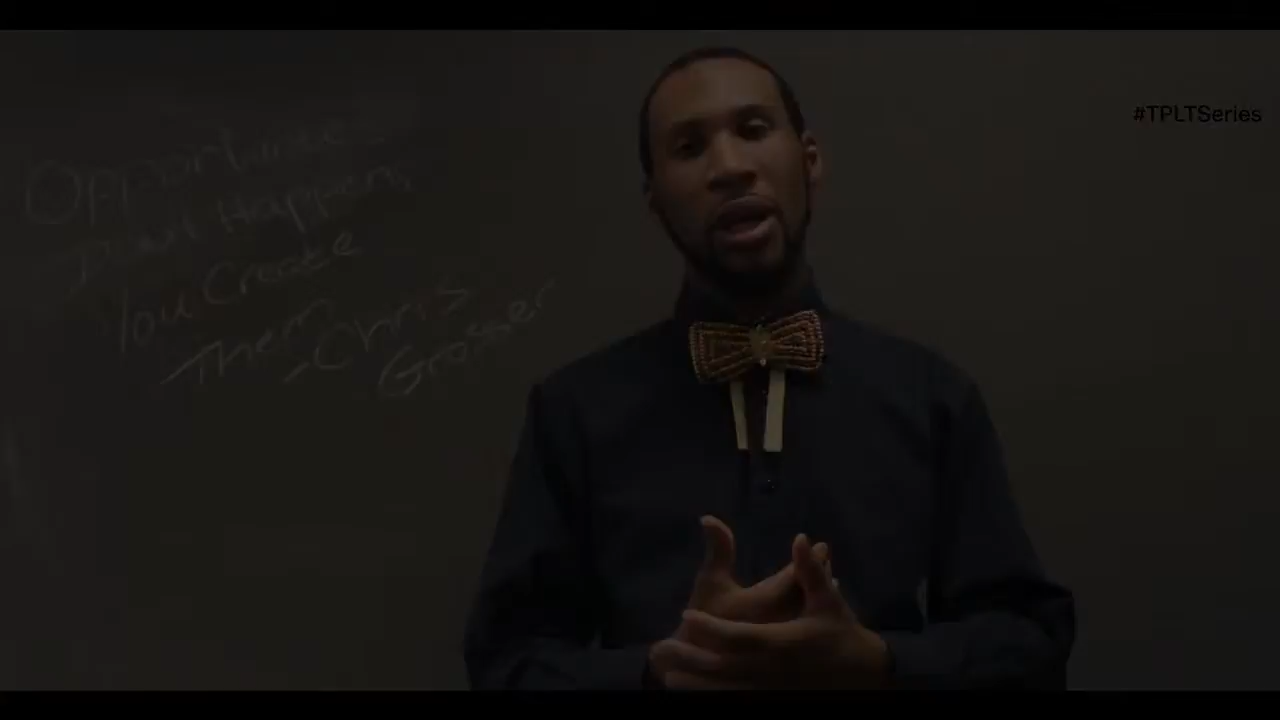 Opportunities
Don't Happen,
You Create
Them
-Chris
Grosser
#TPLTSeries